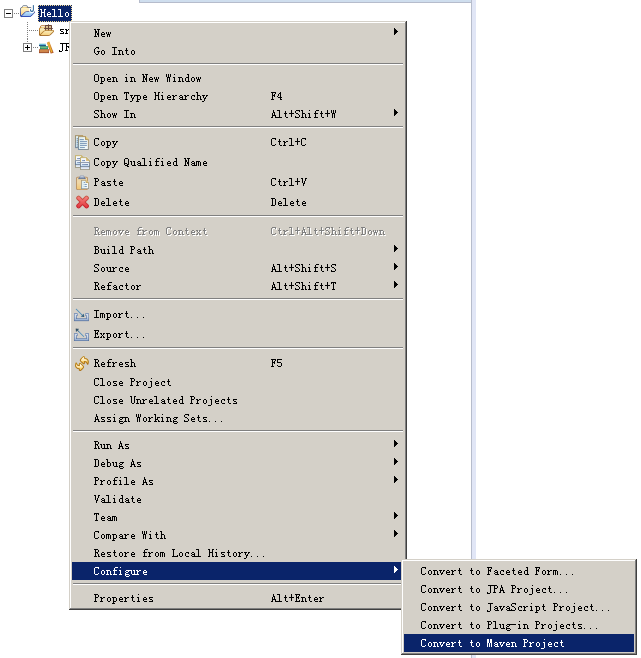 Hello
New
Go Into
Open in New Window
Open Type Hierarchy F4
Show In Alt+Shift+W
Copy Ctrl+C
Copy Qualified Name
Paste Ctrl+V
Delete Delete
Remove from Context Ctrl+Alt+Shift+Down
Build Path
Source Alt+Shift+S
Refactor Alt+Shift+T
Import...
Export...
Refresh F5
Close Project
Close Unrelated Projects
Assign Working Sets...
Run As
Debug As
Profile As
Validate
Team
Compare With
Restore from Local History...
Configure
Properties Alt+Enter
Convert to Faceted Form...
Convert to JPA Project...
Convert to JavaScript Project...
Convert to Plug-in Projects...
Convert to Maven Project